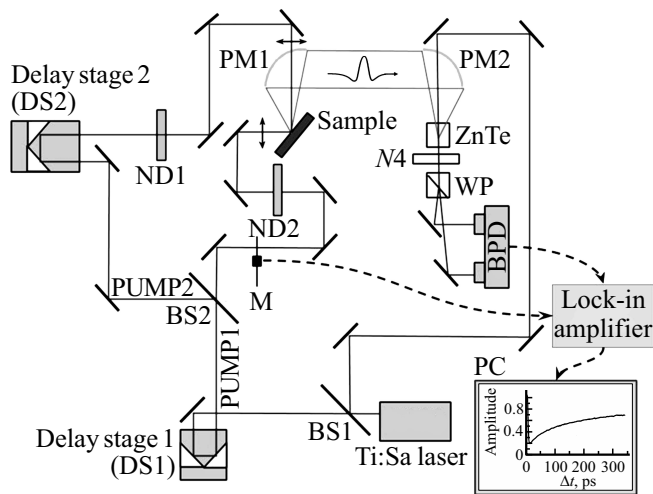 PM1
PM2
Delay stage 2
(DS2)
Sample
ZnTe
ND1
N4
WP
ND2
BPD
M
PUMP2
BS2
Lock-in
amplifier
PUMP1
PC
Delay stage 1
(DS1)
BS1
Ti:Sa laser
Amplitude
0.8
0.4
0
0 100 200 300
Δt, ps